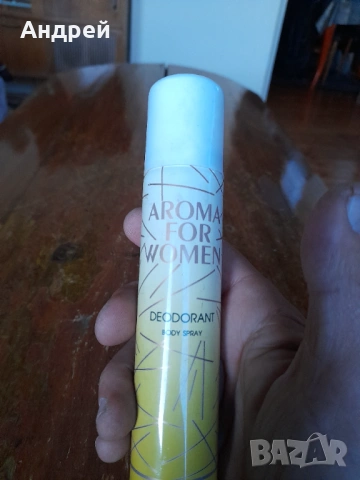 Андрей
AROMA
FOR
WOMEN
DEODORANT
BODY SPRAY
BAZAR